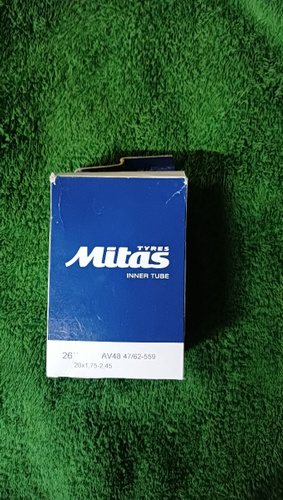 TYRES
Mitas
INNER TUBE
26" AV48 47/62-559
26x1,75-2,45